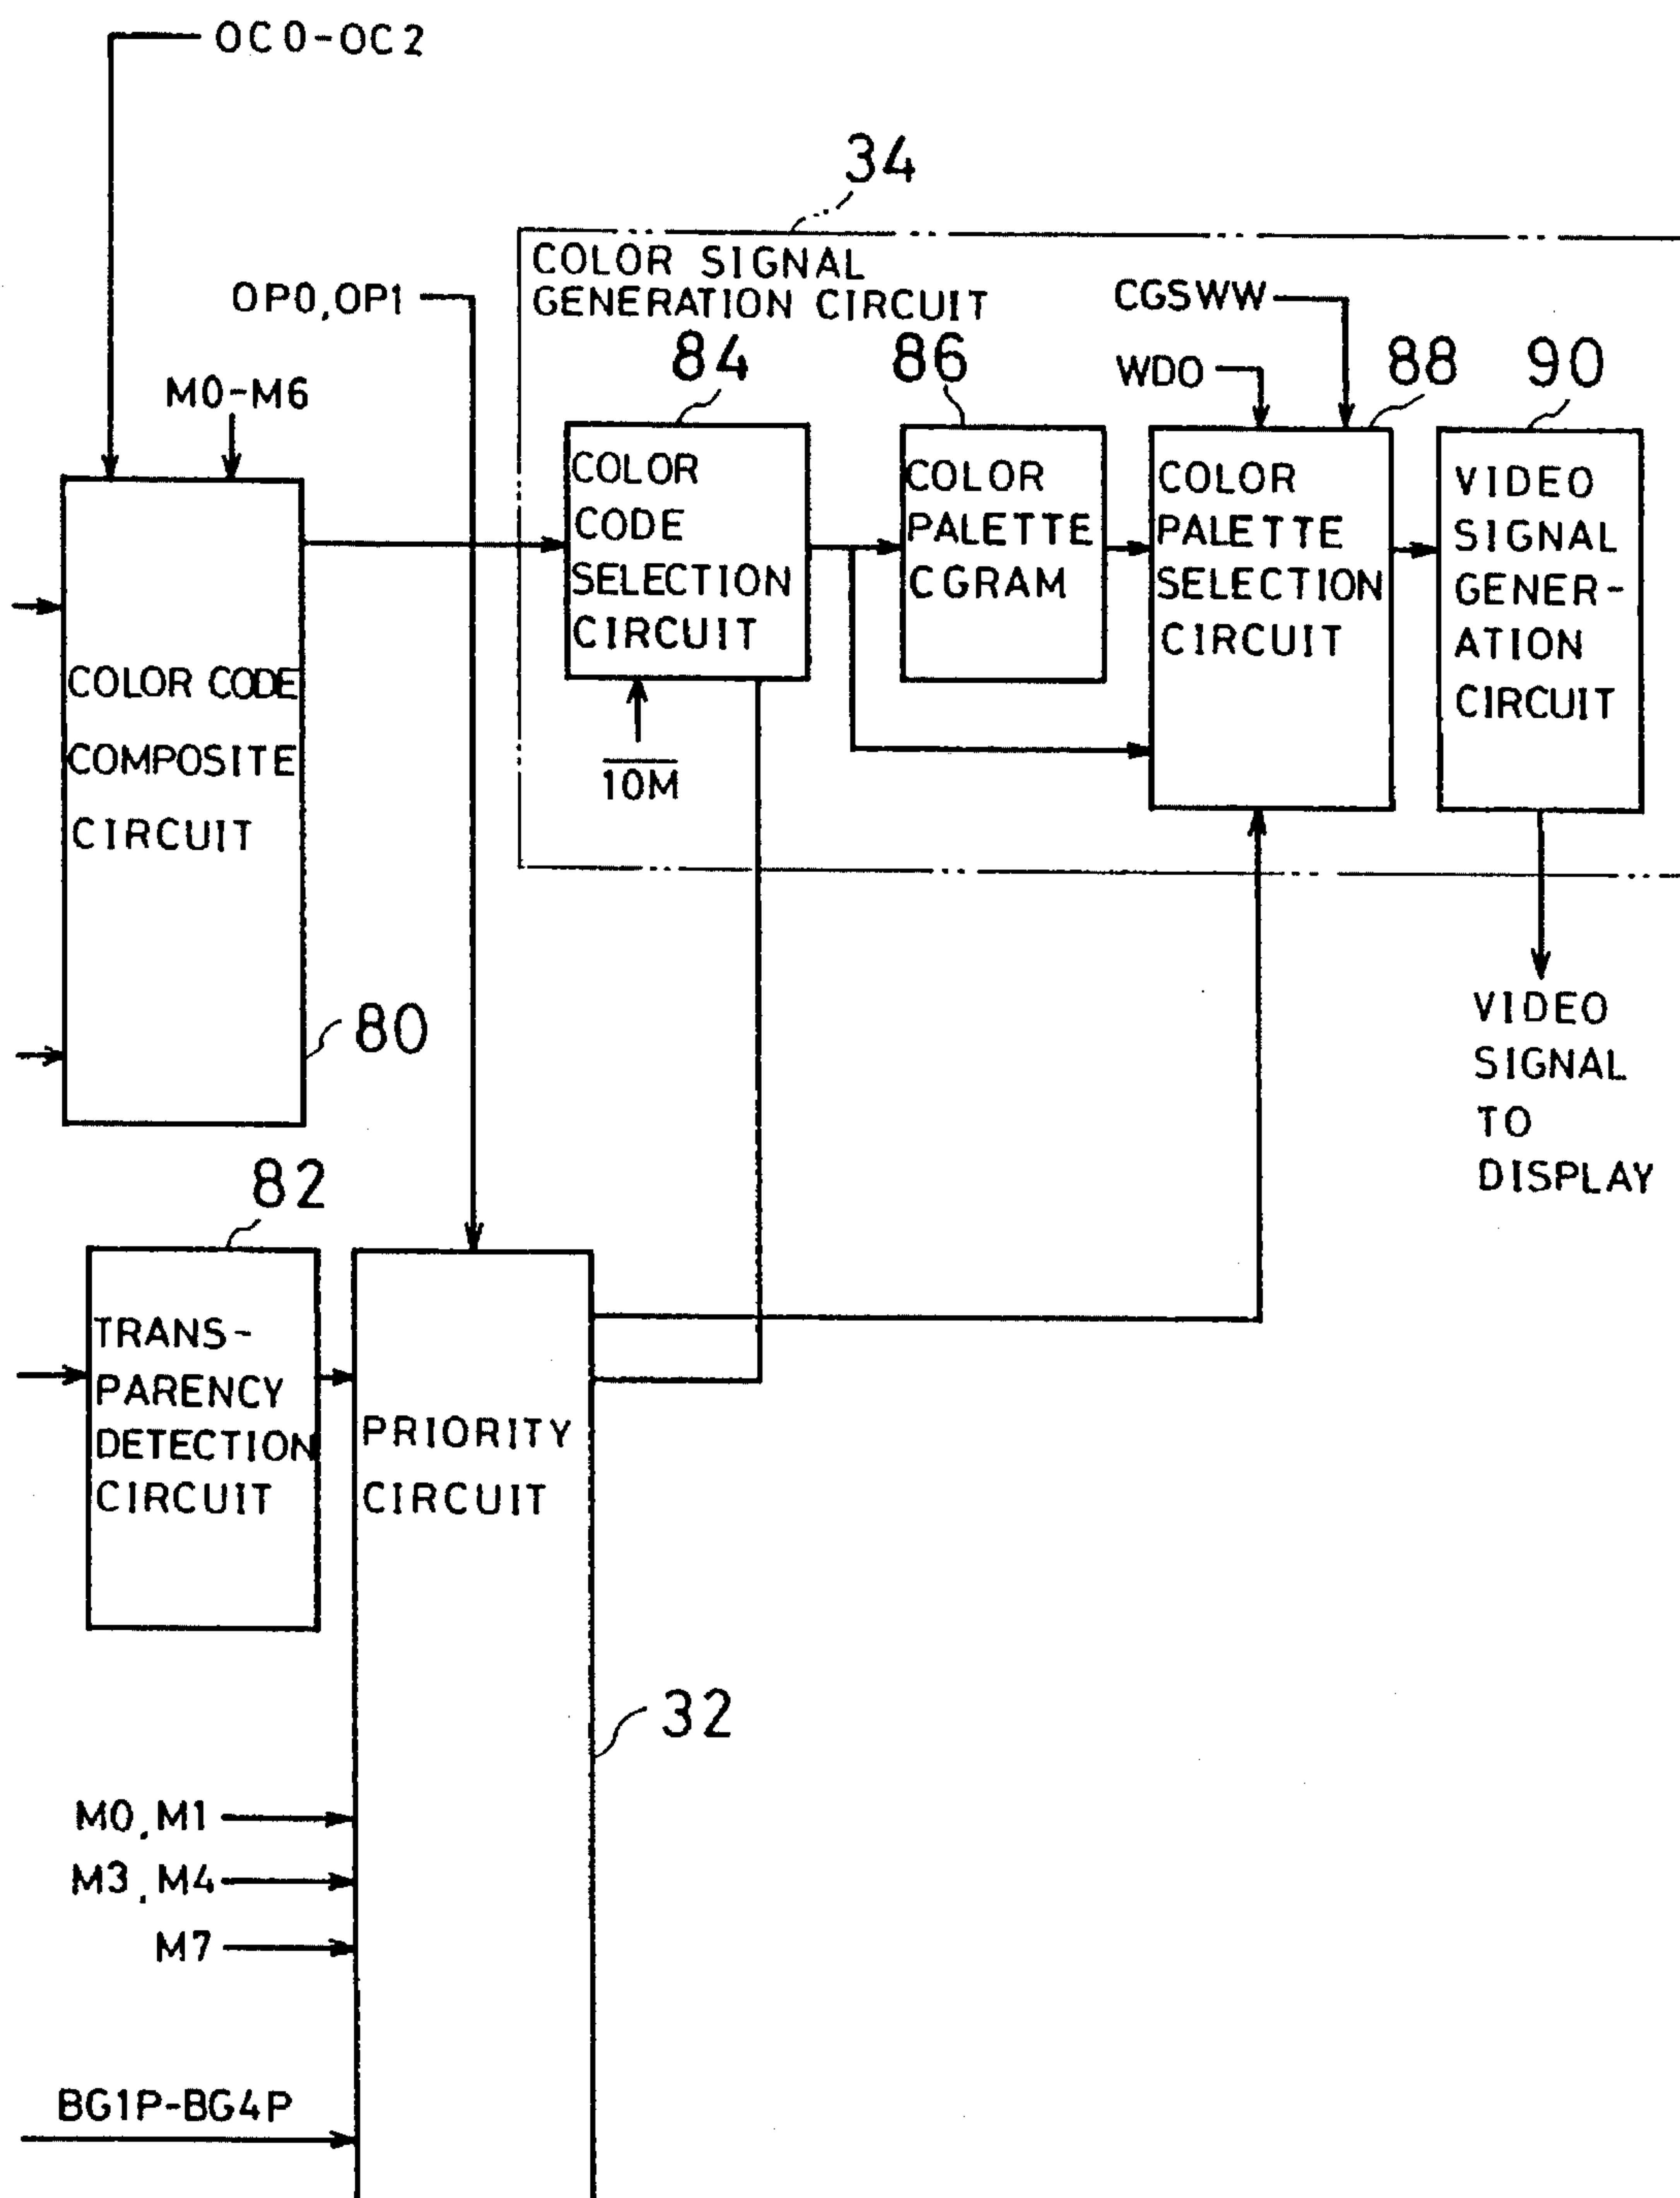 OC0-OC2
34
COLOR SIGNAL
GENERATION CIRCUIT
OP0,OP1
CGSWW
WD0
M0-M6
84
86
88
90
COLOR
CODE
SELECTION
CIRCUIT
COLOR
PALETTE
CGRAM
COLOR
PALETTE
SELECTION
CIRCUIT
VIDEO
SIGNAL
GENER-
ATION
CIRCUIT
10M
COLOR CODE
COMPOSITE
CIRCUIT
80
VIDEO
SIGNAL
TO
DISPLAY
82
TRANS-
PARENCY
DETECTION
CIRCUIT
PRIORITY
CIRCUIT
32
M0,M1
M3,M4
M7
BG1P-BG4P